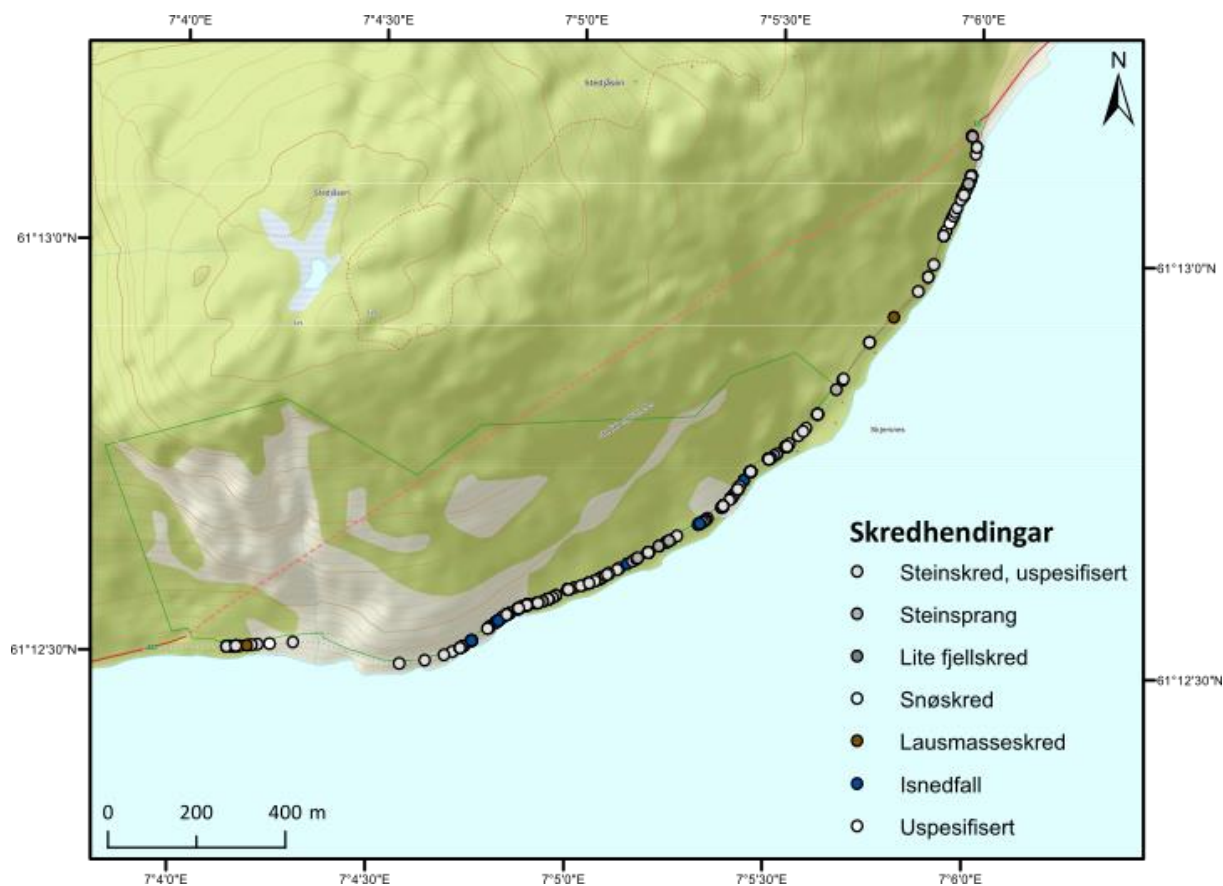 7°4'0"E
7°4'30"E
7°5'0"E
7°5'30"E
7°6'0"E
N
61°13'0"N
61°13'0"N
Skredhendingar
Steinskred, uspesifisert
Steinsprang
Lite fjellskred
Snøskred
Lausmasseskred
Isnedfall
Uspesifisert
61°12'30"N
61°12'30"N
0
200
400 m
7°4'0"E
7°4'30"E
7°5'0"E
7°5'30"E
7°6'0"E